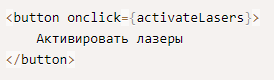 <button onclick={activateLasers}>
    Активировать лазеры
</button>